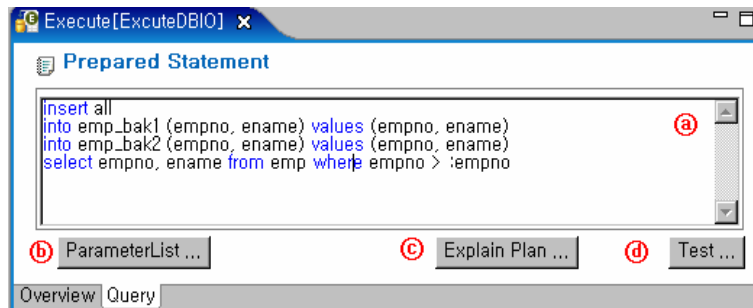 Execute[ExcuteDBIO]
Prepared Statement
insert all
into emp_bak1 (empno, ename) values (empno, ename)
into emp_bak2 (empno, ename) values (empno, ename)
select empno, ename from emp where empno > :empno
ⓐ
ⓑ ParameterList ... ⓒ Explain Plan ... ⓓ Test ...
Overview Query